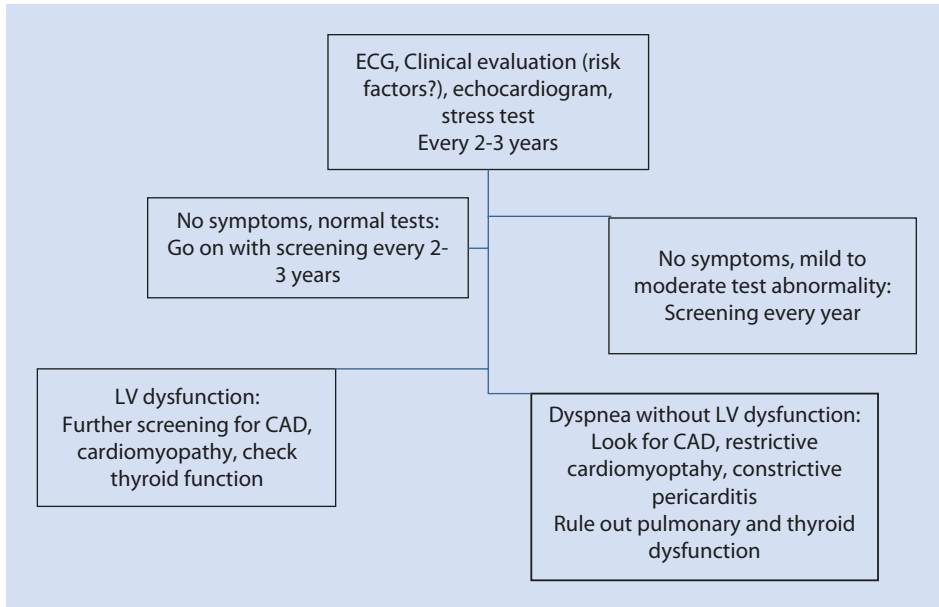 ECG, Clinical evaluation (risk
factors?), echocardiogram,
stress test
Every 2-3 years
No symptoms, normal tests:
Go on with screening every 2-
3 years
No symptoms, mild to
moderate test abnormality:
Screening every year
LV dysfunction:
Further screening for CAD,
cardiomyopathy, check
thyroid function
Dyspnea without LV dysfunction:
Look for CAD, restrictive
cardiomyoptahy, constrictive
pericarditis
Rule out pulmonary and thyroid
dysfunction